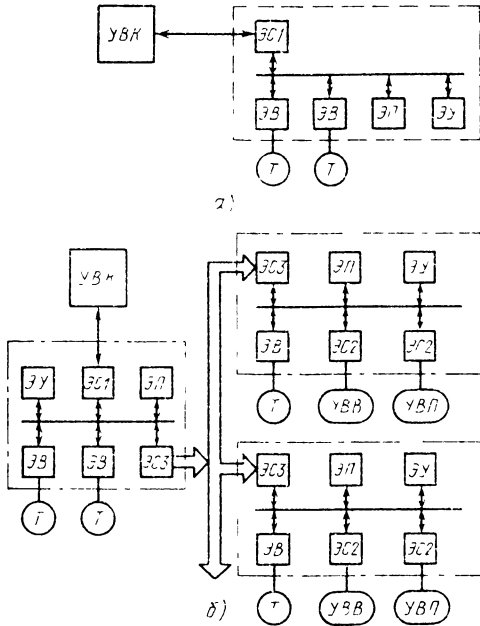 УВК ЭС1
ЭВ ЭВ ЭП ЭУ
Т Т
а)
ЭС3 ЭП ЭУ
УВК
ЭВ ЭС2 ЭС2
ЭУ ЭС1 ЭП
Т УВВ УВП
ЭВ ЭВ ЭС3
ЭС3 ЭП ЭУ
Т Т
УВ ЭС2 ЭС2
б) Т УВВ УВП